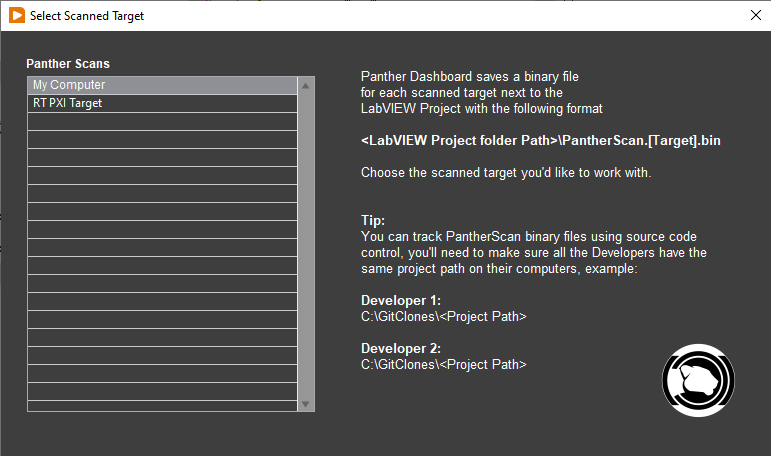 Select Scanned Target
Panther Scans
My Computer
RT PXI Target
Panther Dashboard saves a binary file
for each scanned target next to the
LabVIEW Project with the following format
<LabVIEW Project folder Path>\PantherScan.[Target].bin
Choose the scanned target you'd like to work with.
Tip:
You can track PantherScan binary files using source code
control, you'll need to make sure all the Developers have the
same project path on their computers, example:
Developer 1:
C:\GitClones\<Project Path>
Developer 2:
C:\GitClones\<Project Path>